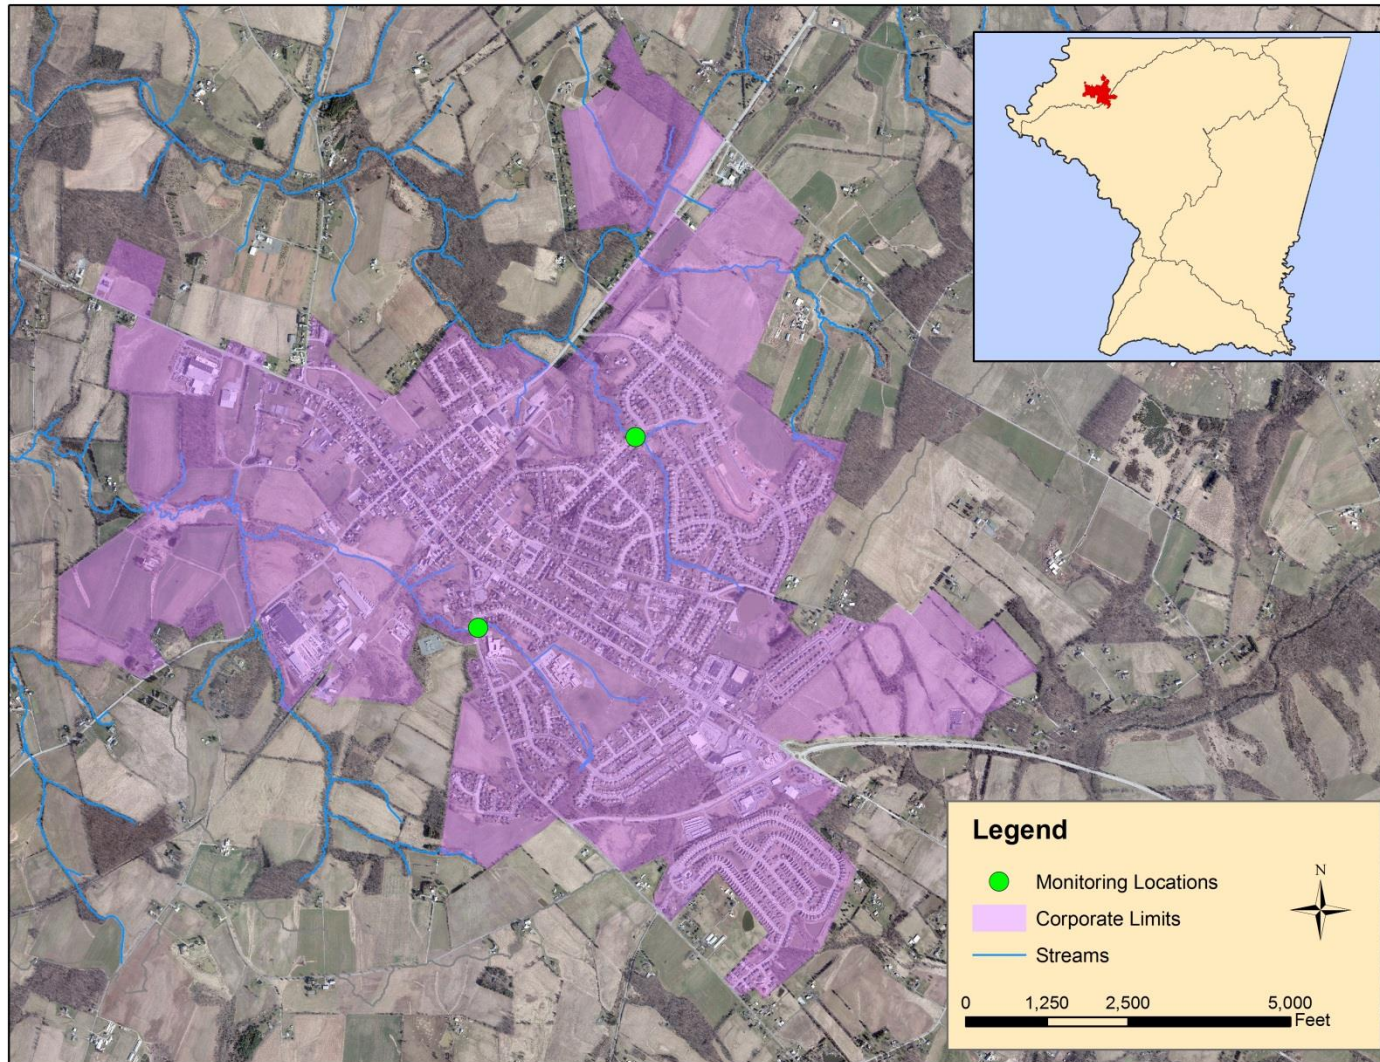 Legend
N
Monitoring Locations
Corporate Limits
Streams
0 1,250 2,500 5,000
Feet